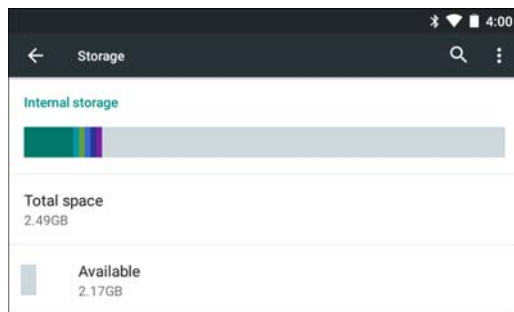 4:00
Storage
Internal storage
Total space
2.49GB
Available
2.17GB